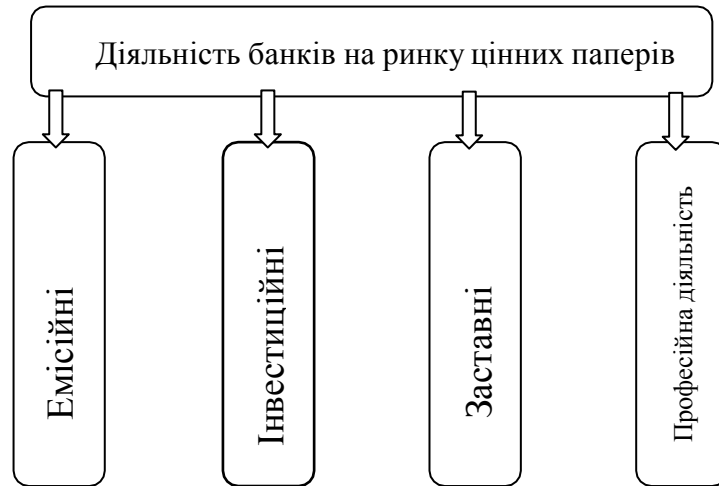 Діяльність банків на ринку цінних паперів
Емісійні
Інвестиційні
Заставні
Професійна діяльність